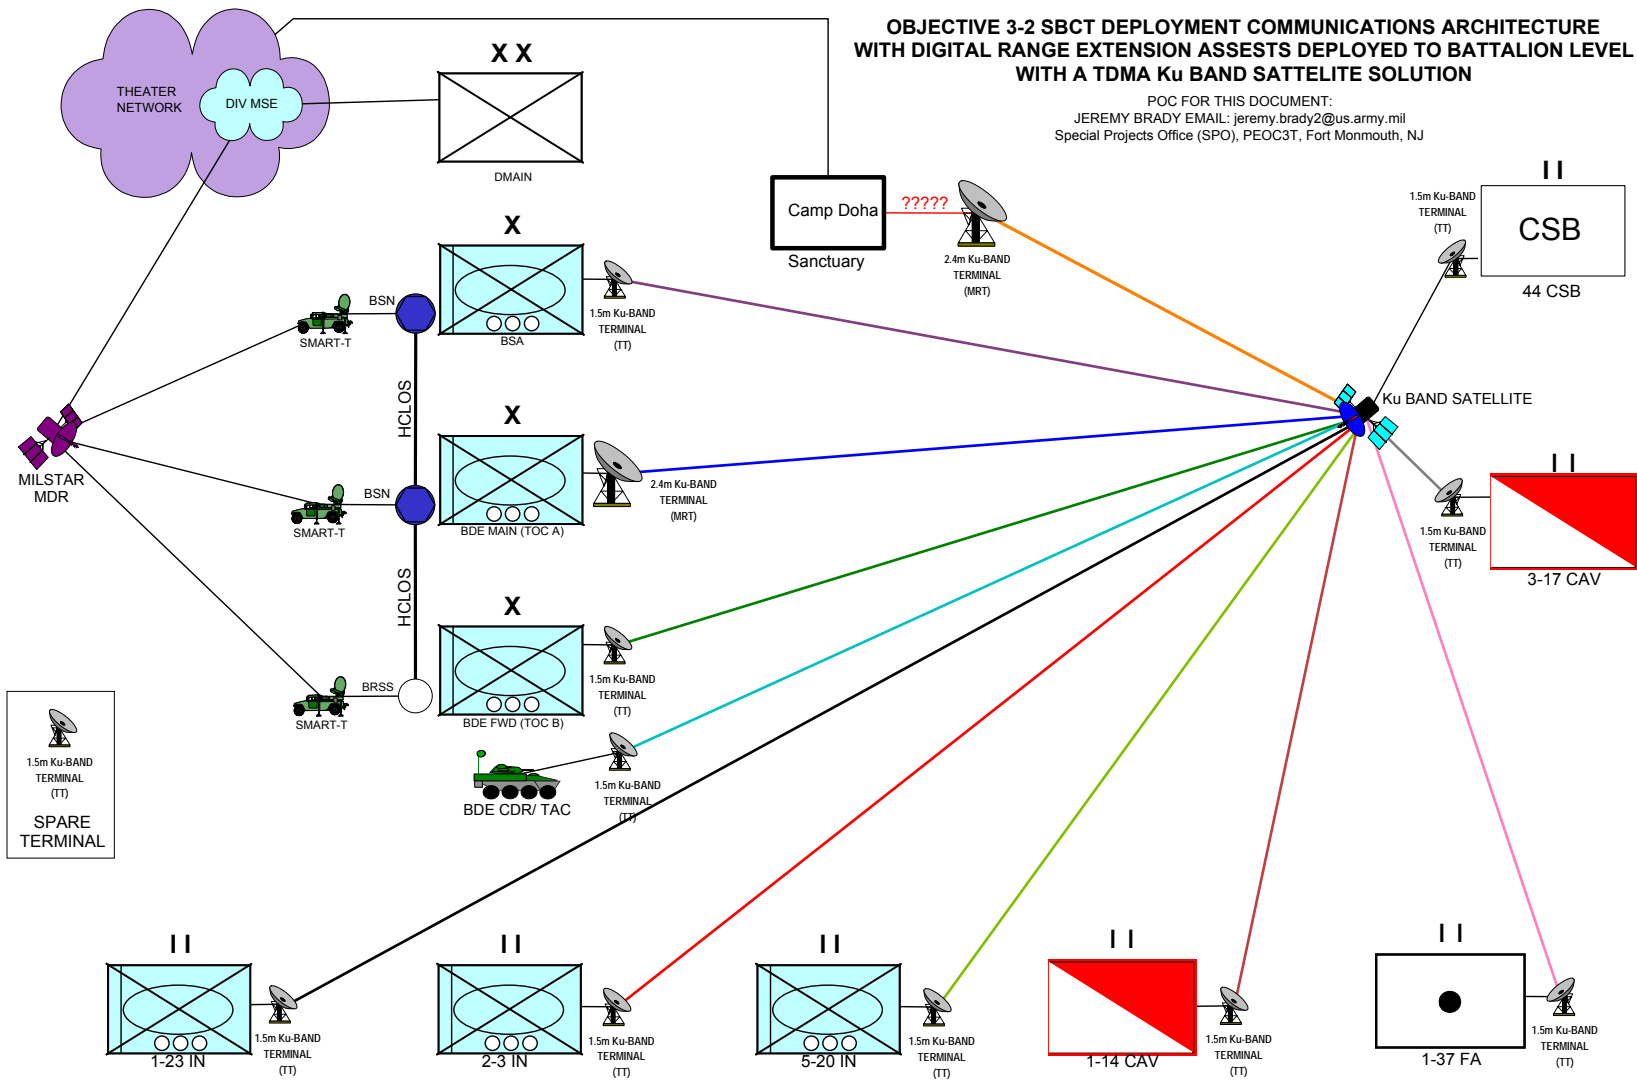 OBJECTIVE 3-2 SBCT DEPLOYMENT COMMUNICATIONS ARCHITECTURE
WITH DIGITAL RANGE EXTENSION ASSESTS DEPLOYED TO BATTALION LEVEL
WITH A TDMA Ku BAND SATTELITE SOLUTION
POC FOR THIS DOCUMENT:
JEREMY BRADY EMAIL: jeremy.brady2@us.army.mil
Special Projects Office (SPO), PEOC3T, Fort Monmouth, NJ
THEATER
NETWORK
DIV MSE
X X
DMAIN
Camp Doha
Sanctuary
?????
2.4m Ku-BAND
TERMINAL
(MRT)
I I
1.5m Ku-BAND
TERMINAL
(TT)
CSB
44 CSB
X
BSA
1.5m Ku-BAND
TERMINAL
(TT)
BSN
SMART-T
HCLOS
MILSTAR
MDR
X
BDE MAIN (TOC A)
2.4m Ku-BAND
TERMINAL
(MRT)
BSN
SMART-T
HCLOS
Ku BAND SATELLITE
I I
1.5m Ku-BAND
TERMINAL
(TT)
3-17 CAV
X
BDE FWD (TOC B)
1.5m Ku-BAND
TERMINAL
(TT)
BRSS
SMART-T
1.5m Ku-BAND
TERMINAL
(TT)
BDE CDR/ TAC
1.5m Ku-BAND
TERMINAL
(TT)
SPARE
TERMINAL
I I
1-23 IN
1.5m Ku-BAND
TERMINAL
(TT)
I I
2-3 IN
1.5m Ku-BAND
TERMINAL
(TT)
I I
5-20 IN
1.5m Ku-BAND
TERMINAL
(TT)
I I
1-14 CAV
1.5m Ku-BAND
TERMINAL
(TT)
I I
1-37 FA
1.5m Ku-BAND
TERMINAL
(TT)